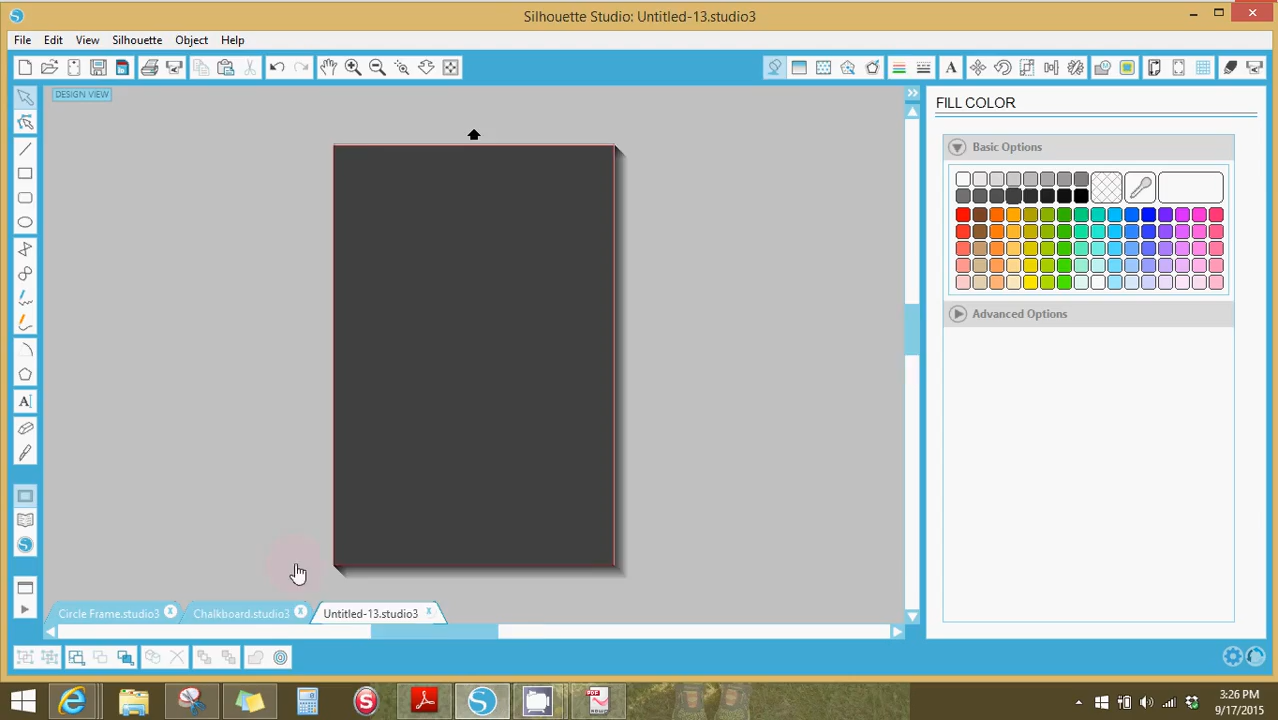 Silhouette Studio: Untitled-13.studio3
File Edit View Silhouette Object Help
DESIGN VIEW
FILL COLOR
Basic Options
Advanced Options
Circle Frame.studio3 Chalkboard.studio3 Untitled-13.studio3
3:26 PM
9/17/2015